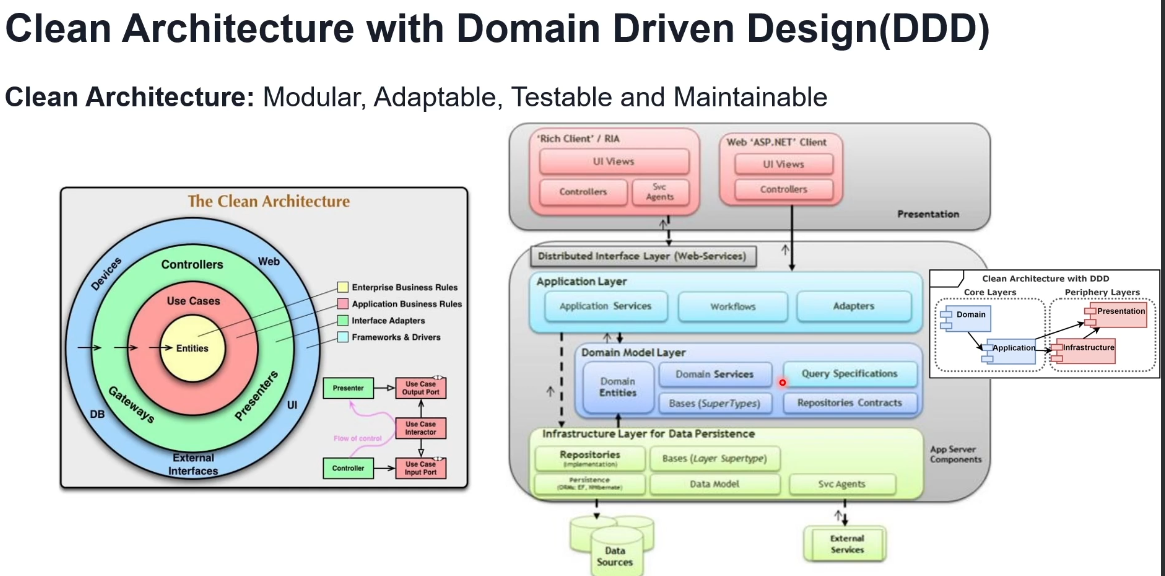 Clean Architecture with Domain Driven Design(DDD)
Clean Architecture: Modular, Adaptable, Testable and Maintainable
The Clean Architecture
Devices
Web
Controllers
Use Cases
Entities
Gateways
Presenters
DB
UI
External
Interfaces
Enterprise Business Rules
Application Business Rules
Interface Adapters
Frameworks & Drivers
Presenter
Use Case
Output Port
Use Case
Interactor
Flow of control
Controller
Use Case
Input Port
'Rich Client' / RIA
UI Views
Controllers
Svc
Agents
Web 'ASP.NET' Client
UI Views
Controllers
Presentation
Distributed Interface Layer (Web-Services)
Application Layer
Application Services
Workflows
Adapters
Domain Model Layer
Domain
Entities
Domain Services
Query Specifications
Bases (SuperTypes)
Repositories Contracts
Infrastructure Layer for Data Persistence
Repositories
(implementation)
Bases (Layer Supertype)
Persistence
(ORMs: EF, NHibernate)
Data Model
Svc Agents
App Server
Components
Data
Sources
External
Services
Clean Architecture with DDD
Core Layers
Periphery Layers
Domain
Application
Presentation
Infrastructure